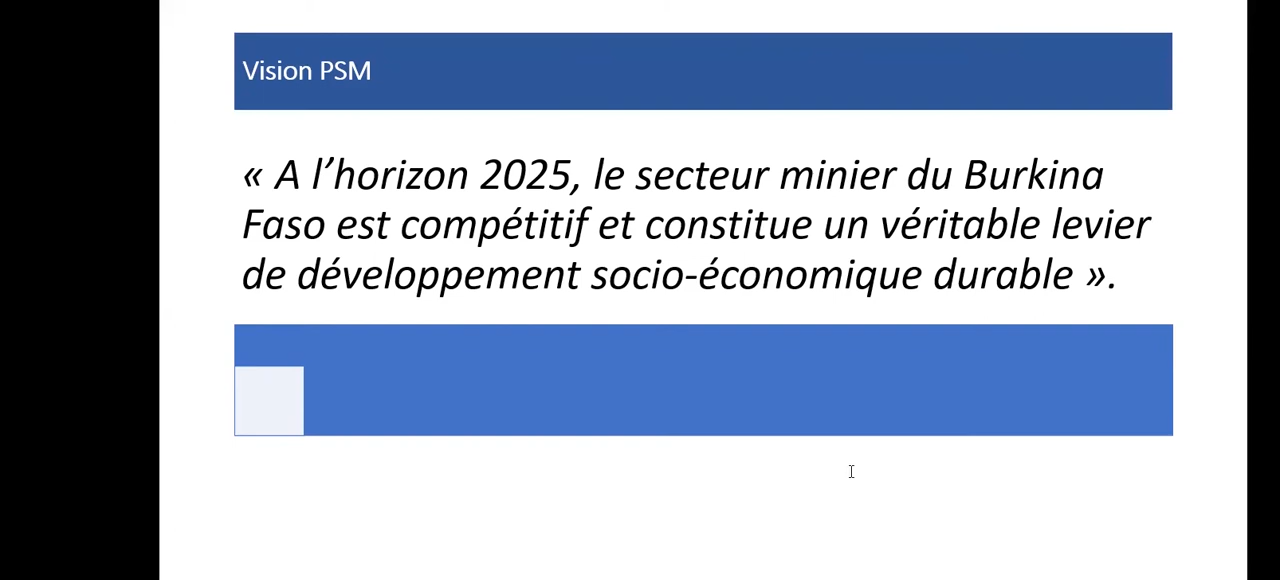 Vision PSM
« A l’horizon 2025, le secteur minier du Burkina
Faso est compétitif et constitue un véritable levier
de développement socio-économique durable ».